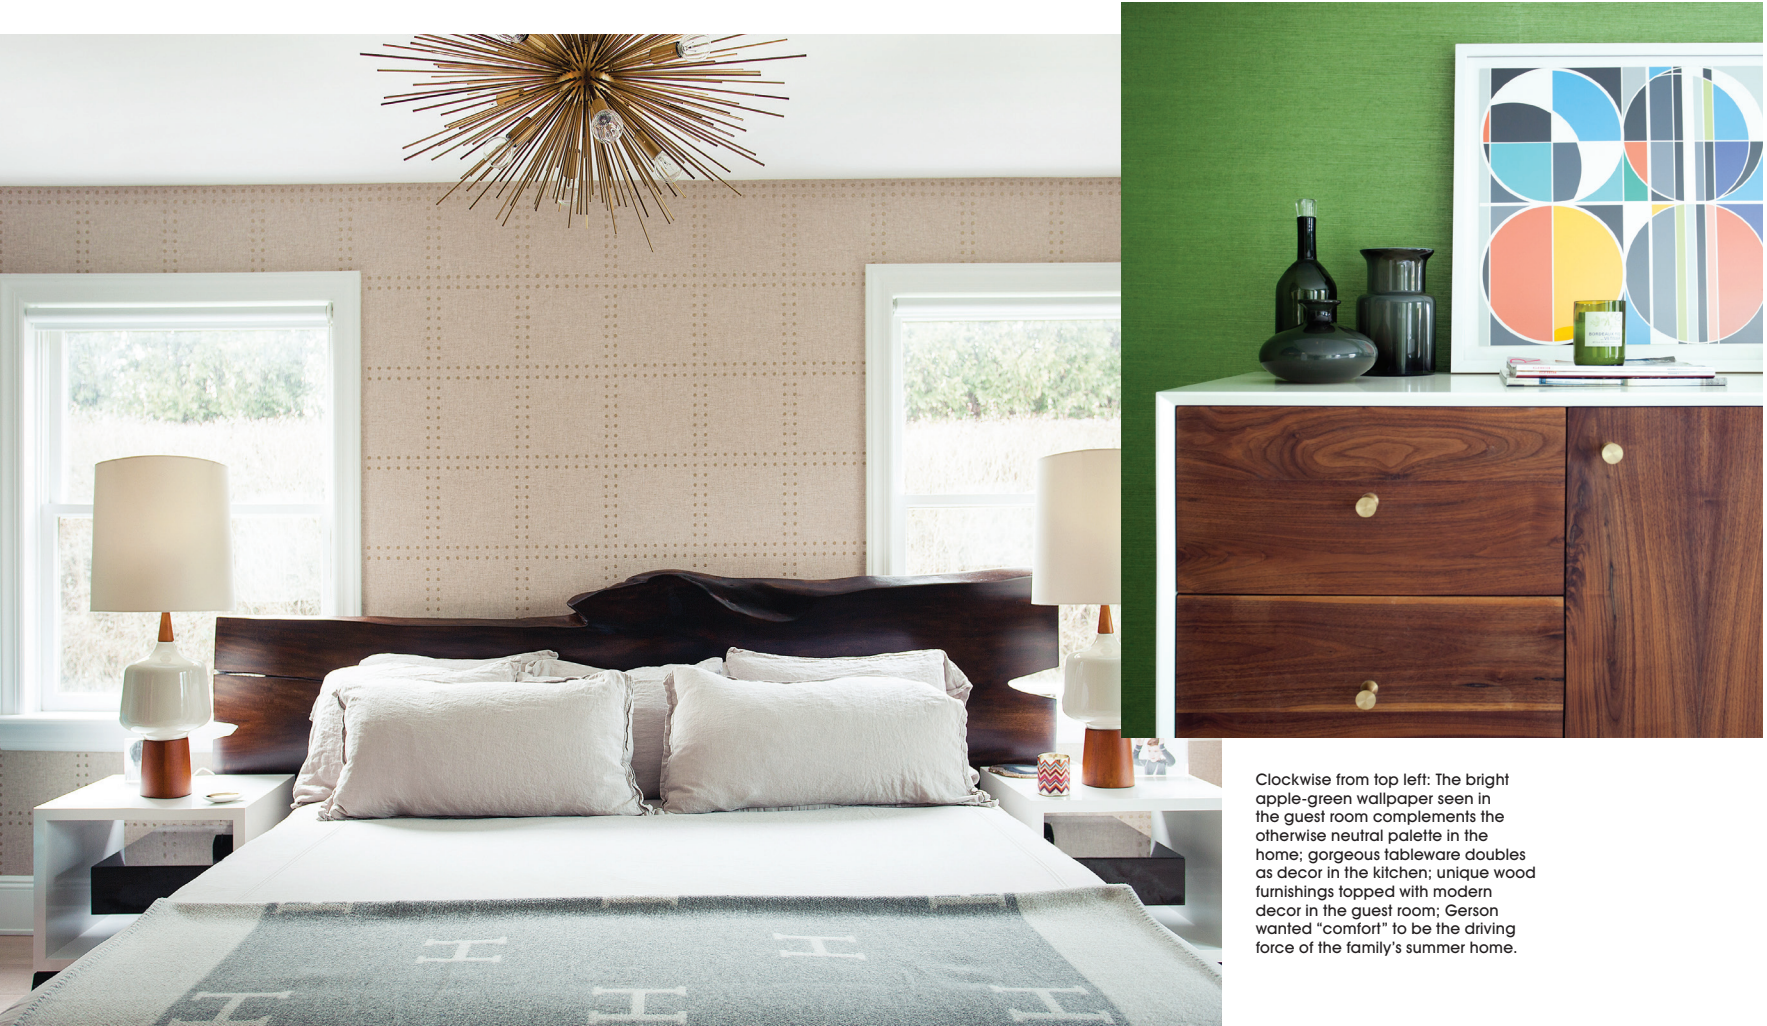 Clockwise from top left: The bright
apple-green wallpaper seen in
the guest room complements the
otherwise neutral palette in the
home; gorgeous tableware doubles
as decor in the kitchen; unique wood
furnishings topped with modern
decor in the guest room; Gerson
wanted “comfort” to be the driving
force of the family’s summer home.
H
H
H
H
H